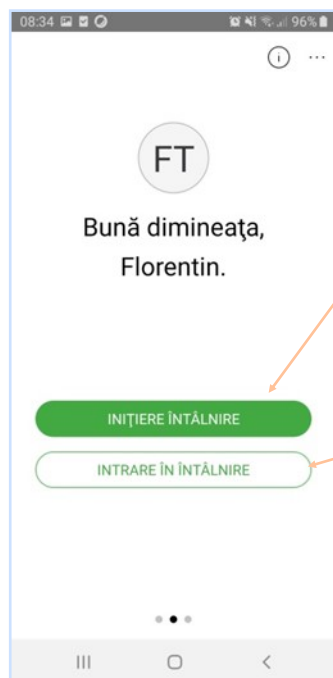 08:34 96%
FT
Bună dimineaţa,
Florentin.
INIŢIERE ÎNTÂLNIRE
INTRARE ÎN ÎNTÂLNIRE